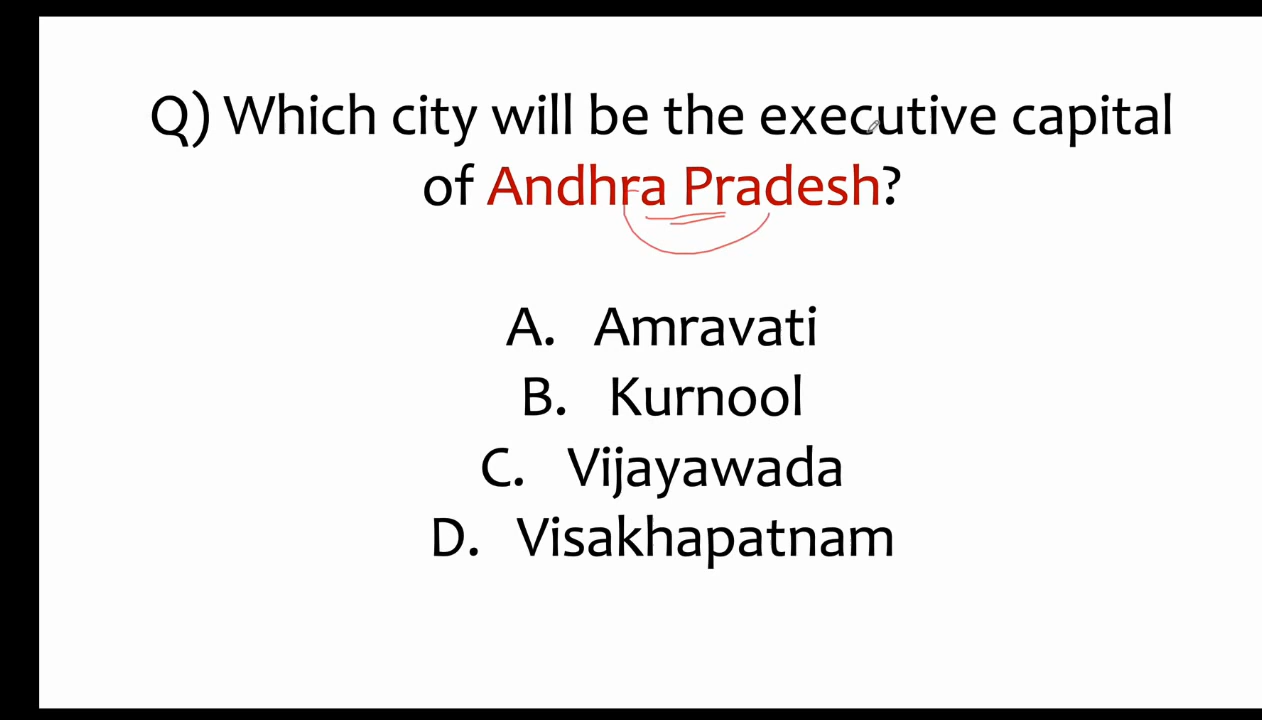 Q) Which city will be the executive capital
of Andhra Pradesh?
A. Amravati
B. Kurnool
C. Vijayawada
D. Visakhapatnam